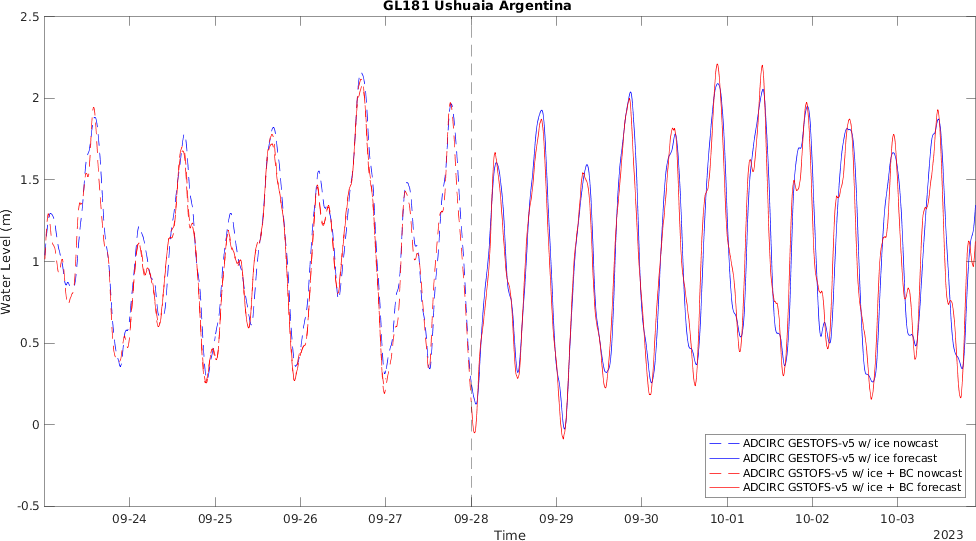 GL181 Ushuaia Argentina
2.5
2
1.5
1
0.5
0
-0.5
Water Level (m)
09-24 09-25 09-26 09-27 09-28 09-29 09-30 10-01 10-02 10-03
Time
2023
ADCIRC GESTOFS-v5 w/ ice nowcast
ADCIRC GESTOFS-v5 w/ ice forecast
ADCIRC GSTOFS-v5 w/ ice + BC nowcast
ADCIRC GSTOFS-v5 w/ ice + BC forecast